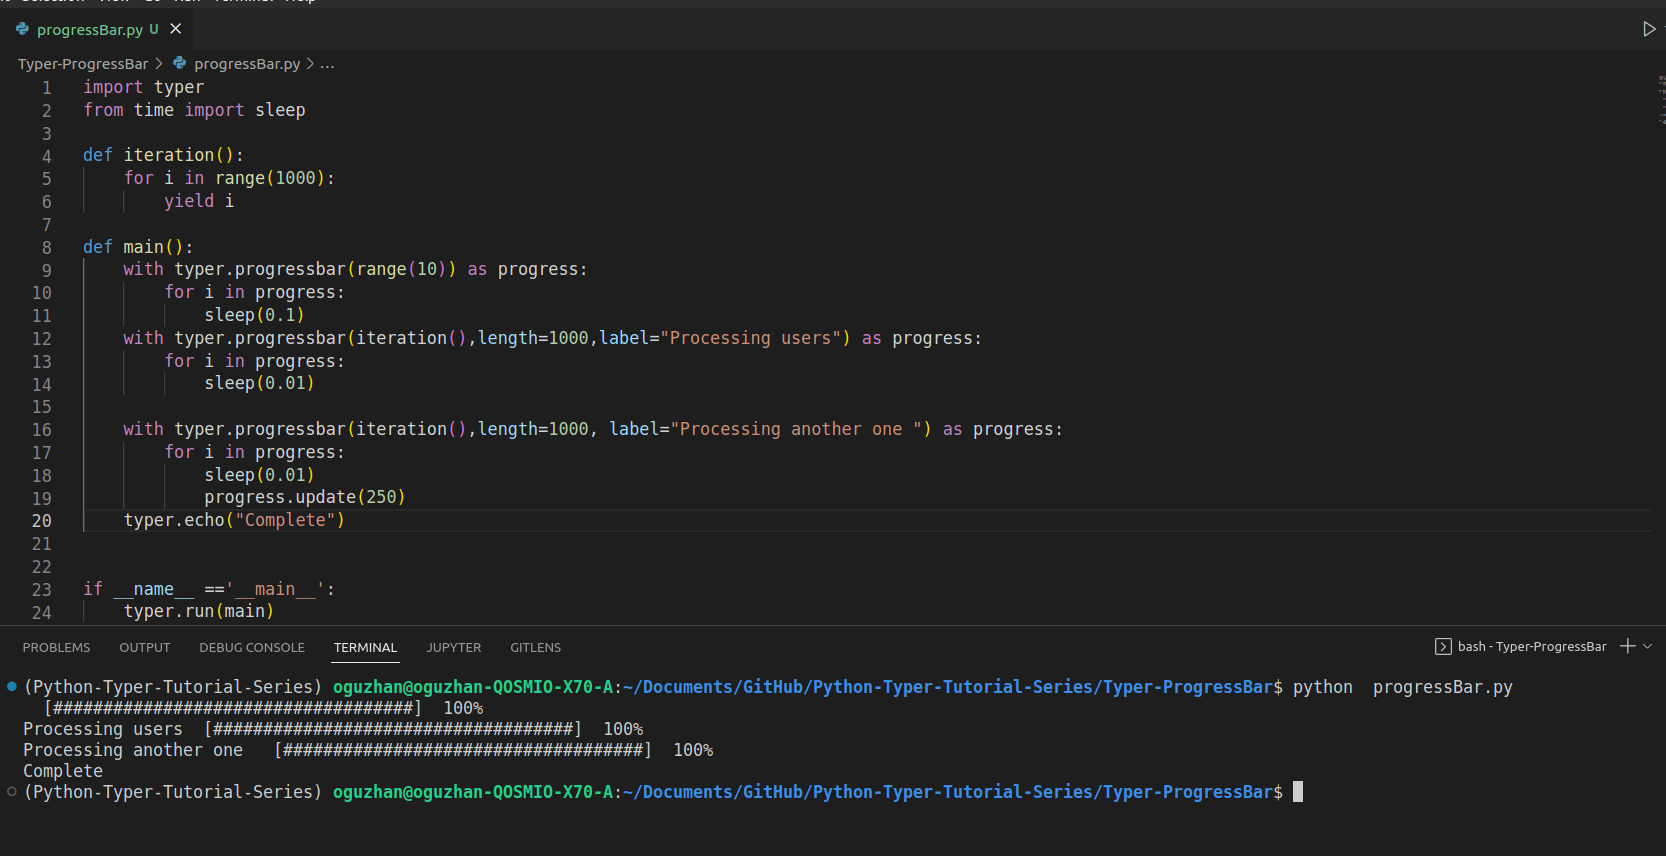 Selection View Go Run Terminal Help
progressBar.py U
Typer-ProgressBar > progressBar.py > ...
1 import typer
2 from time import sleep
3
4 def iteration():
5     for i in range(1000):
6         yield i
7
8 def main():
9     with typer.progressbar(range(10)) as progress:
10         for i in progress:
11             sleep(0.1)
12     with typer.progressbar(iteration(),length=1000,label="Processing users") as progress:
13         for i in progress:
14             sleep(0.01)
15
16     with typer.progressbar(iteration(),length=1000, label="Processing another one ") as progress:
17         for i in progress:
18             sleep(0.01)
19             progress.update(250)
20     typer.echo("Complete")
21
22
23 if __name__ =='__main__':
24     typer.run(main)
PROBLEMS OUTPUT DEBUG CONSOLE TERMINAL JUPYTER GITLENS bash - Typer-ProgressBar
(Python-Typer-Tutorial-Series) oguzhan@oguzhan-QOSMIO-X70-A:~/Documents/GitHub/Python-Typer-Tutorial-Series/Typer-ProgressBar$ python  progressBar.py
  [####################################]  100%
Processing users  [####################################]  100%
Processing another one   [####################################]  100%
Complete
(Python-Typer-Tutorial-Series) oguzhan@oguzhan-QOSMIO-X70-A:~/Documents/GitHub/Python-Typer-Tutorial-Series/Typer-ProgressBar$